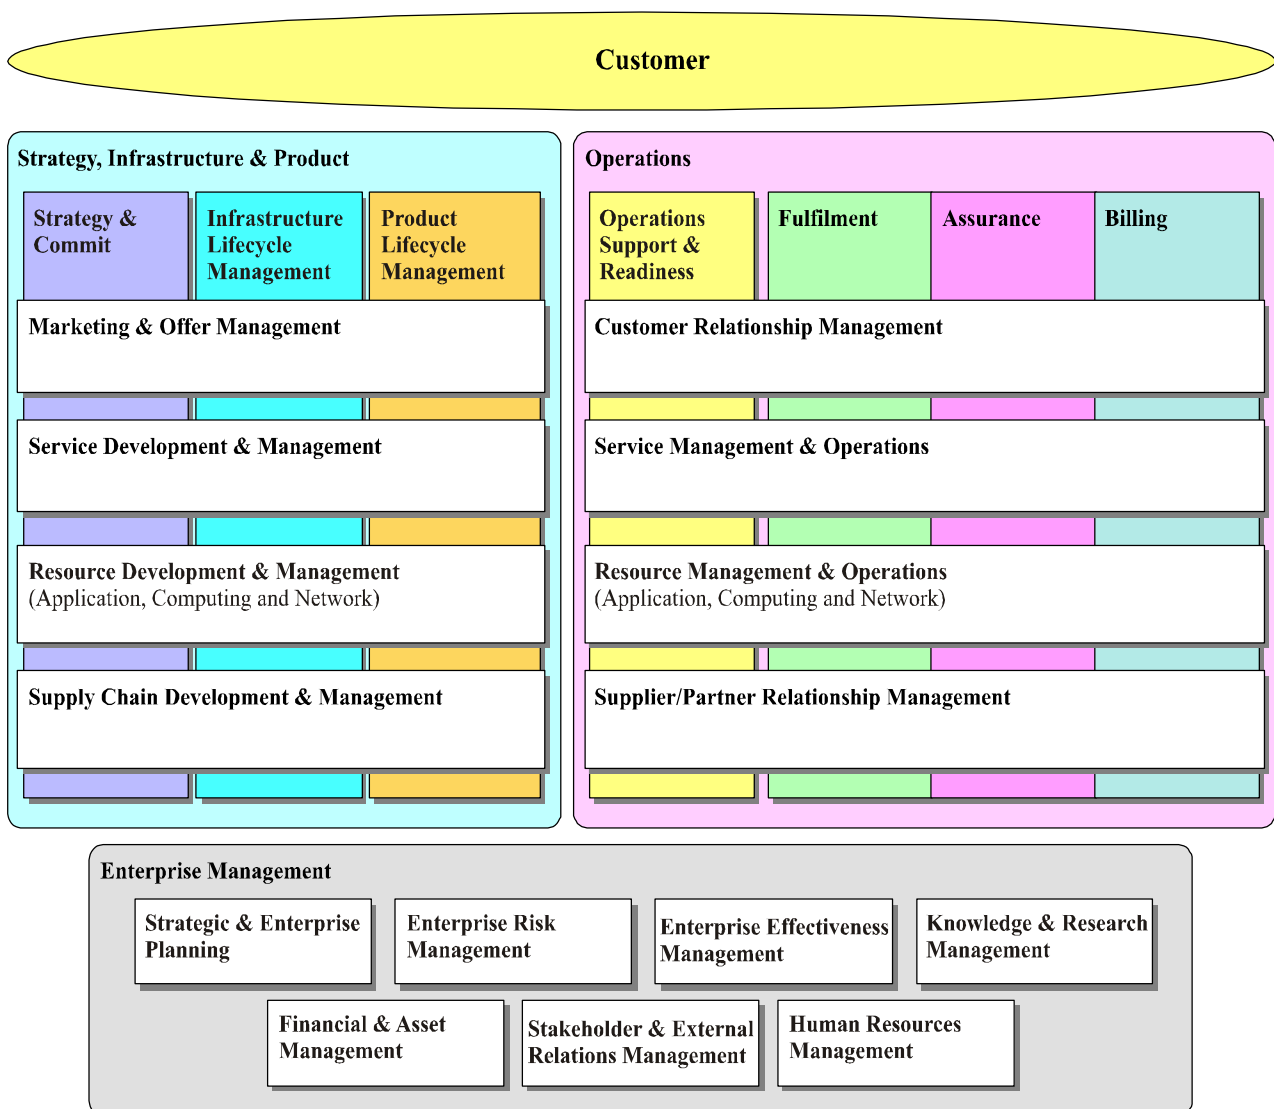 Customer
Strategy, Infrastructure & Product
Strategy &
Commit
Infrastructure
Lifecycle
Management
Product
Lifecycle
Management
Marketing & Offer Management
Service Development & Management
Resource Development & Management
(Application, Computing and Network)
Supply Chain Development & Management
Operations
Operations
Support &
Readiness
Fulfilment
Assurance
Billing
Customer Relationship Management
Service Management & Operations
Resource Management & Operations
(Application, Computing and Network)
Supplier/Partner Relationship Management
Enterprise Management
Strategic & Enterprise
Planning
Enterprise Risk
Management
Enterprise Effectiveness
Management
Knowledge & Research
Management
Financial & Asset
Management
Stakeholder & External
Relations Management
Human Resources
Management